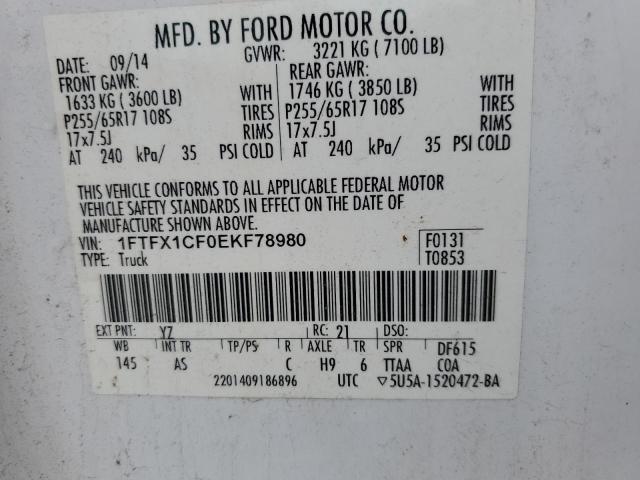 MFD. BY FORD MOTOR CO.
DATE: 09/14 GVWR: 3221 KG ( 7100 LB)
FRONT GAWR: REAR GAWR:
1633 KG ( 3600 LB) WITH 1746 KG ( 3850 LB) WITH
P255/65R17 108S TIRES P255/65R17 108S TIRES
17x7.5J RIMS 17x7.5J RIMS
AT 240 kPa/ 35 PSI COLD AT 240 kPa/ 35 PSI COLD
THIS VEHICLE CONFORMS TO ALL APPLICABLE FEDERAL MOTOR
VEHICLE SAFETY STANDARDS IN EFFECT ON THE DATE OF
MANUFACTURE SHOWN ABOVE.
VIN: 1FTFX1CF0EKF78980 F0131
TYPE: Truck T0853
EXT PNT: YZ RC: 21 DSO:
WB INT TR TP/PS R AXLE TR SPR DF615
145 AS C H9 6 TTAA COA
2201409186896 UTC ▽5U5A-1520472-BA